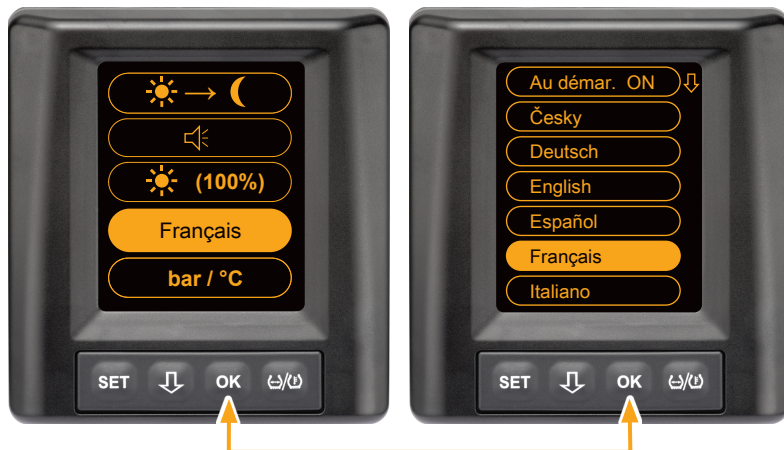 (100%)
Français
bar / °C
SET OK
Au démar. ON
Česky
Deutsch
English
Español
Français
Italiano
SET OK